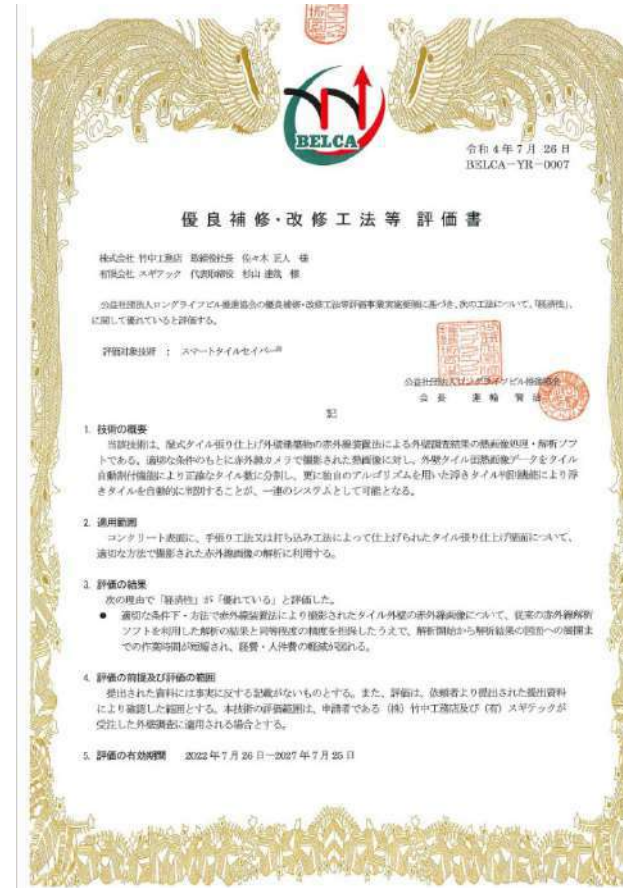 BELCA
令和4年7月26日
BELCA-YR-0007
優良補修・改修工法等 評価書
株式会社 竹中工務店 取締役社長 佐々木 正人 様
有限会社 スギテック 代表取締役 杉山 様
公益社団法人ロングライフビル推進協会の優良補修・改修工法等評価事業実施要領に基づき、次の工法について、「経済性」
に関して優れていると評価する。
評価対象技術 : スマートタイルセイバー®
公益社団法人ロングライフビル推進協会
会 長
記
1. 技術の概要
当該技術は、湿式タイル張り仕上げ外壁建築物の赤外線装置法による外壁調査結果の熱画像処理・解析ソフ
トである。適切な条件のもとに赤外線カメラで撮影された熱画像に対し、外壁タイル面熱画像データをタイル
自動割付機能により正確なタイル数に分割し、更に独自のアルゴリズムを用いた浮きタイル判別機能により浮
きタイルを自動的に判別することが、一連のシステムとして可能となる。
2. 適用範囲
コンクリート表面に、手張り工法又は打ち込み工法によって仕上げられたタイル張り仕上げ壁面について、
適切な方法で撮影された赤外線画像の解析に利用する。
3. 評価の結果
次の理由で「経済性」が「優れている」と評価した。
● 適切な条件下・方法で赤外線装置法により撮影されたタイル外壁の赤外線画像について、従来の赤外線解析
ソフトを利用した解析の結果と同等程度の精度を担保したうえで、解析開始から解析結果の図面への展開ま
での作業時間が短縮され、経費・人件費の軽減が図れる。
4. 評価の前提及び評価の範囲
提出された資料には事実に反する記載がないものとする。また、評価は、依頼者より提出された提出資料
により確認した範囲とする。本技術の評価範囲は、申請者である (株) 竹中工務店及び (有) スギテックが
受注した外壁調査に適用される場合とする。
5. 評価の有効期間 2022年7月26日―2027年7月25日